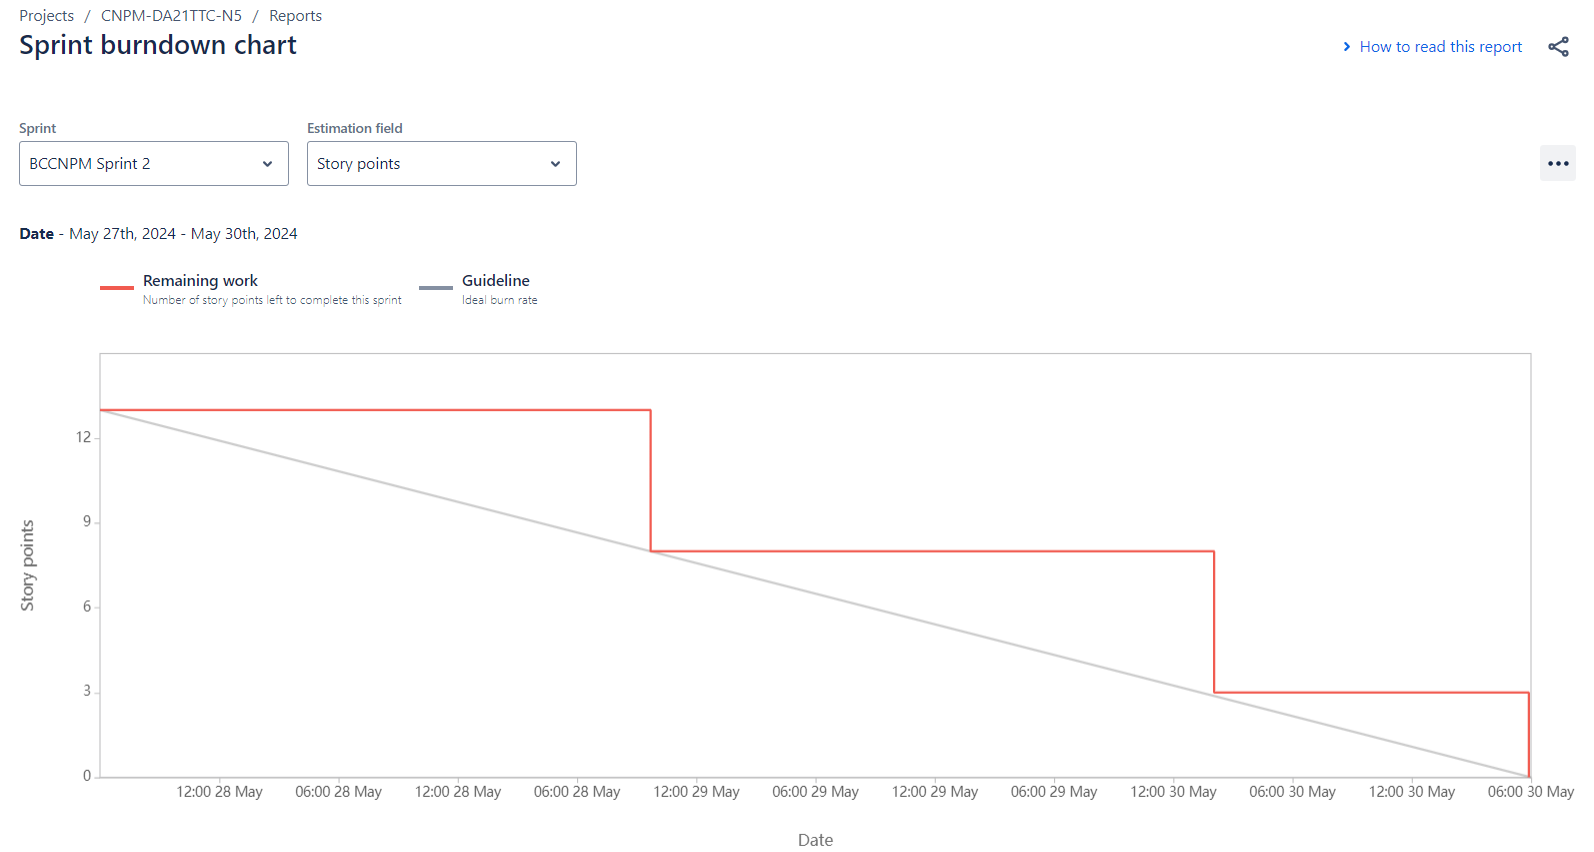 Projects / CNPM-DA21TTC-N5 / Reports
Sprint burndown chart
How to read this report
Sprint
Estimation field
BCCNPM Sprint 2
Story points
Date - May 27th, 2024 - May 30th, 2024
Remaining work
Number of story points left to complete this sprint
Guideline
Ideal burn rate
Story points
12
9
6
3
0
12:00 28 May
06:00 28 May
12:00 28 May
06:00 28 May
12:00 29 May
06:00 29 May
12:00 29 May
06:00 29 May
12:00 30 May
06:00 30 May
12:00 30 May
06:00 30 May
Date